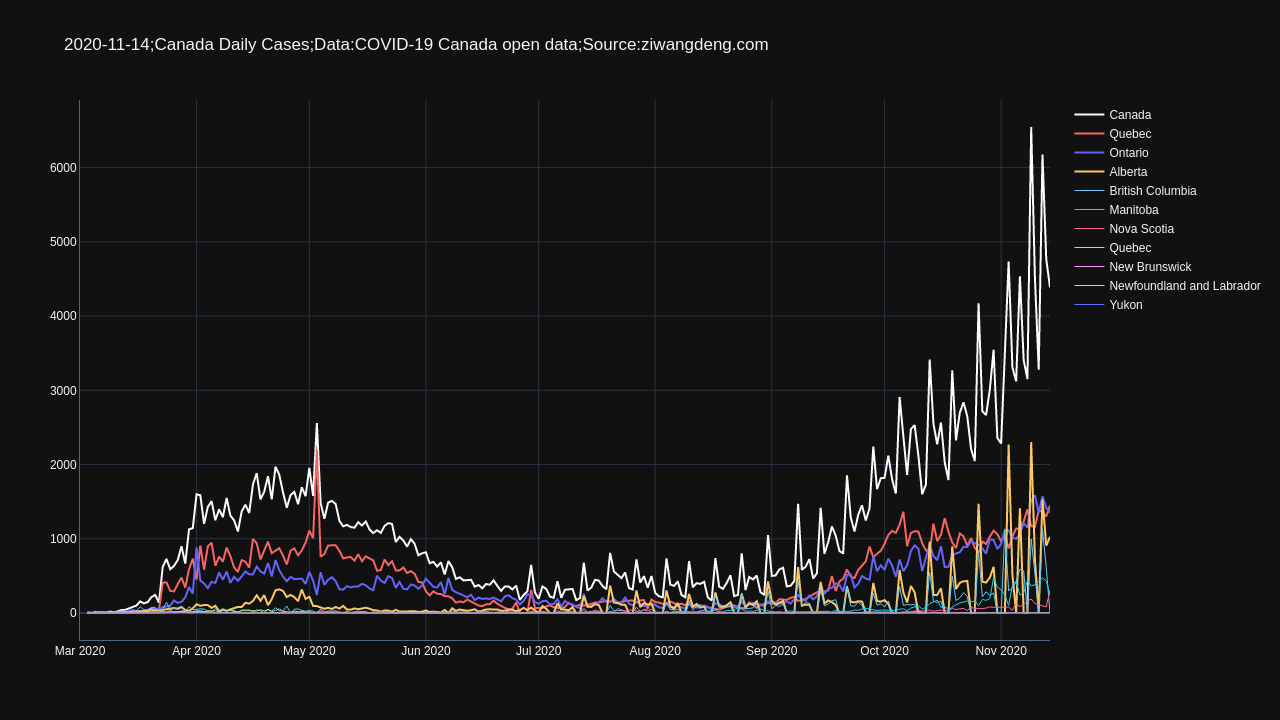 2020-11-14;Canada Daily Cases;Data:COVID-19 Canada open data;Source:ziwangdeng.com
6000
5000
4000
3000
2000
1000
0
Mar 2020
Apr 2020
May 2020
Jun 2020
Jul 2020
Aug 2020
Sep 2020
Oct 2020
Nov 2020
Canada
Quebec
Ontario
Alberta
British Columbia
Manitoba
Nova Scotia
Quebec
New Brunswick
Newfoundland and Labrador
Yukon